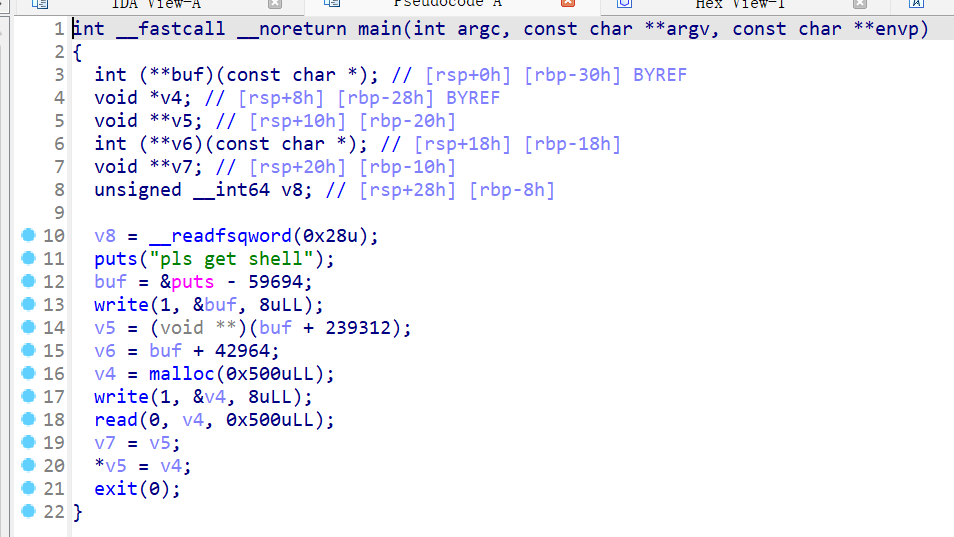 IDA View-A Pseudocode A Hex View-1
1 int __fastcall __noreturn main(int argc, const char **argv, const char **envp)
2 {
3 int (**buf)(const char *); // [rsp+0h] [rbp-30h] BYREF
4 void *v4; // [rsp+8h] [rbp-28h] BYREF
5 void **v5; // [rsp+10h] [rbp-20h]
6 int (**v6)(const char *); // [rsp+18h] [rbp-18h]
7 void **v7; // [rsp+20h] [rbp-10h]
8 unsigned __int64 v8; // [rsp+28h] [rbp-8h]
9
10 v8 = __readfsqword(0x28u);
11 puts("pls get shell");
12 buf = &puts - 59694;
13 write(1, &buf, 8uLL);
14 v5 = (void **)(buf + 239312);
15 v6 = buf + 42964;
16 v4 = malloc(0x500uLL);
17 write(1, &v4, 8uLL);
18 read(0, v4, 0x500uLL);
19 v7 = v5;
20 *v5 = v4;
21 exit(0);
22 }